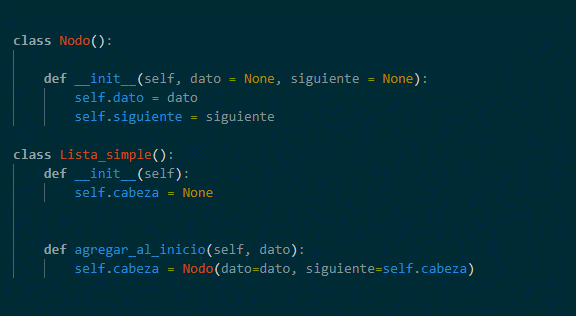 class Nodo():
    def __init__(self, dato = None, siguiente = None):
        self.dato = dato
        self.siguiente = siguiente
class Lista_simple():
    def __init__(self):
        self.cabeza = None
    def agregar_al_inicio(self, dato):
        self.cabeza = Nodo(dato=dato, siguiente=self.cabeza)